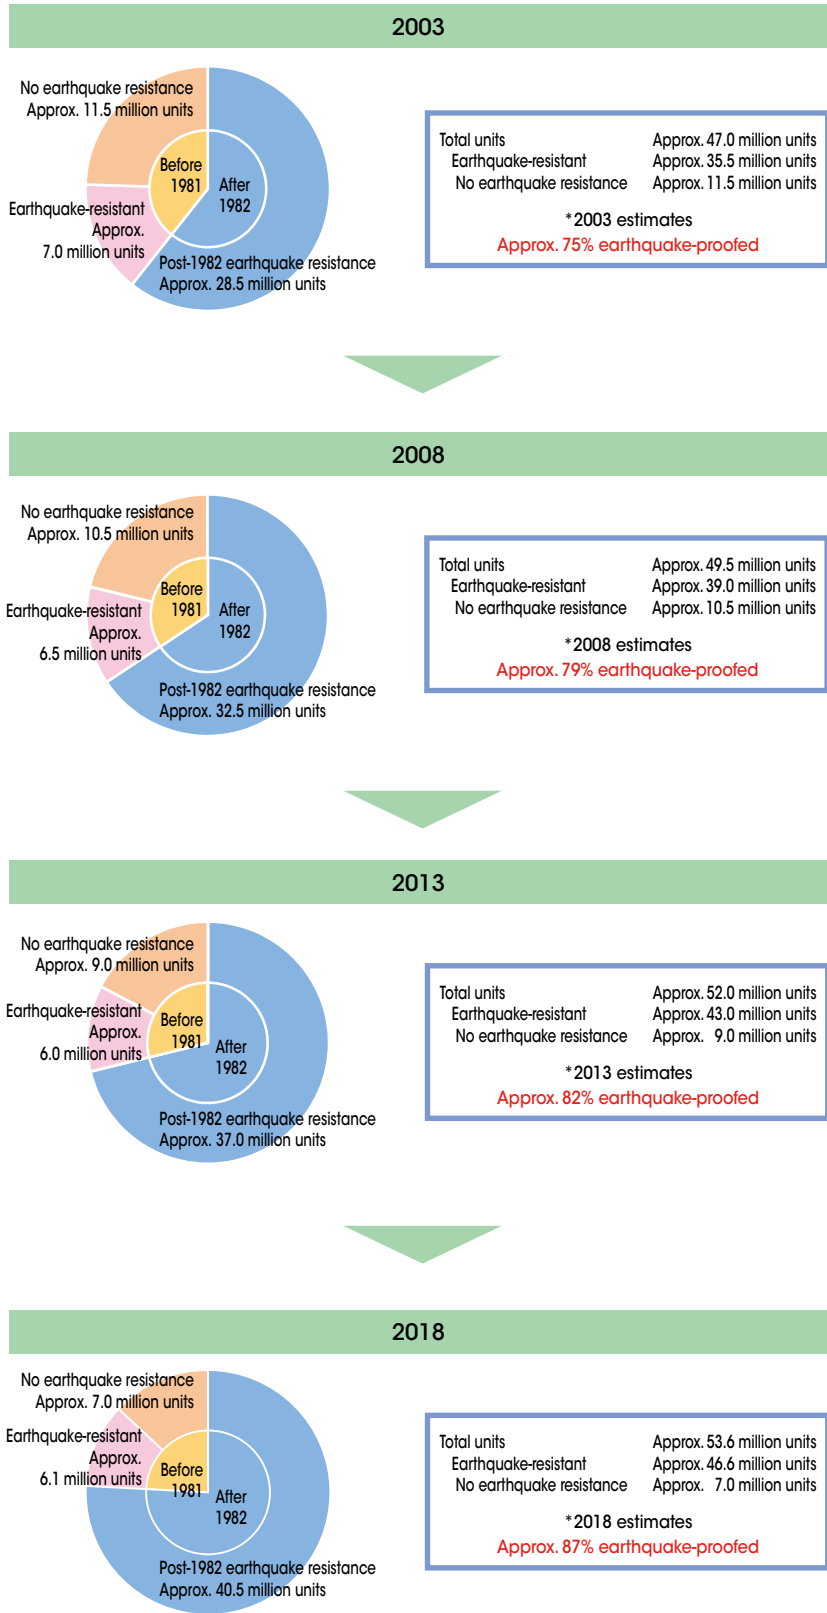 2003
No earthquake resistance
Approx. 11.5 million units
Before
1981
After
1982
Earthquake-resistant
Approx.
7.0 million units
Post-1982 earthquake resistance
Approx. 28.5 million units
Total units Approx. 47.0 million units
Earthquake-resistant Approx. 35.5 million units
No earthquake resistance Approx. 11.5 million units
*2003 estimates
Approx. 75% earthquake-proofed
2008
No earthquake resistance
Approx. 10.5 million units
Before
1981
After
1982
Earthquake-resistant
Approx.
6.5 million units
Post-1982 earthquake resistance
Approx. 32.5 million units
Total units Approx. 49.5 million units
Earthquake-resistant Approx. 39.0 million units
No earthquake resistance Approx. 10.5 million units
*2008 estimates
Approx. 79% earthquake-proofed
2013
No earthquake resistance
Approx. 9.0 million units
Before
1981
After
1982
Earthquake-resistant
Approx.
6.0 million units
Post-1982 earthquake resistance
Approx. 37.0 million units
Total units Approx. 52.0 million units
Earthquake-resistant Approx. 43.0 million units
No earthquake resistance Approx. 9.0 million units
*2013 estimates
Approx. 82% earthquake-proofed
2018
No earthquake resistance
Approx. 7.0 million units
Earthquake-resistant
Approx.
6.1 million units
Before
1981
After
1982
Post-1982 earthquake resistance
Approx. 40.5 million units
Total units Approx. 53.6 million units
Earthquake-resistant Approx. 46.6 million units
No earthquake resistance Approx. 7.0 million units
*2018 estimates
Approx. 87% earthquake-proofed